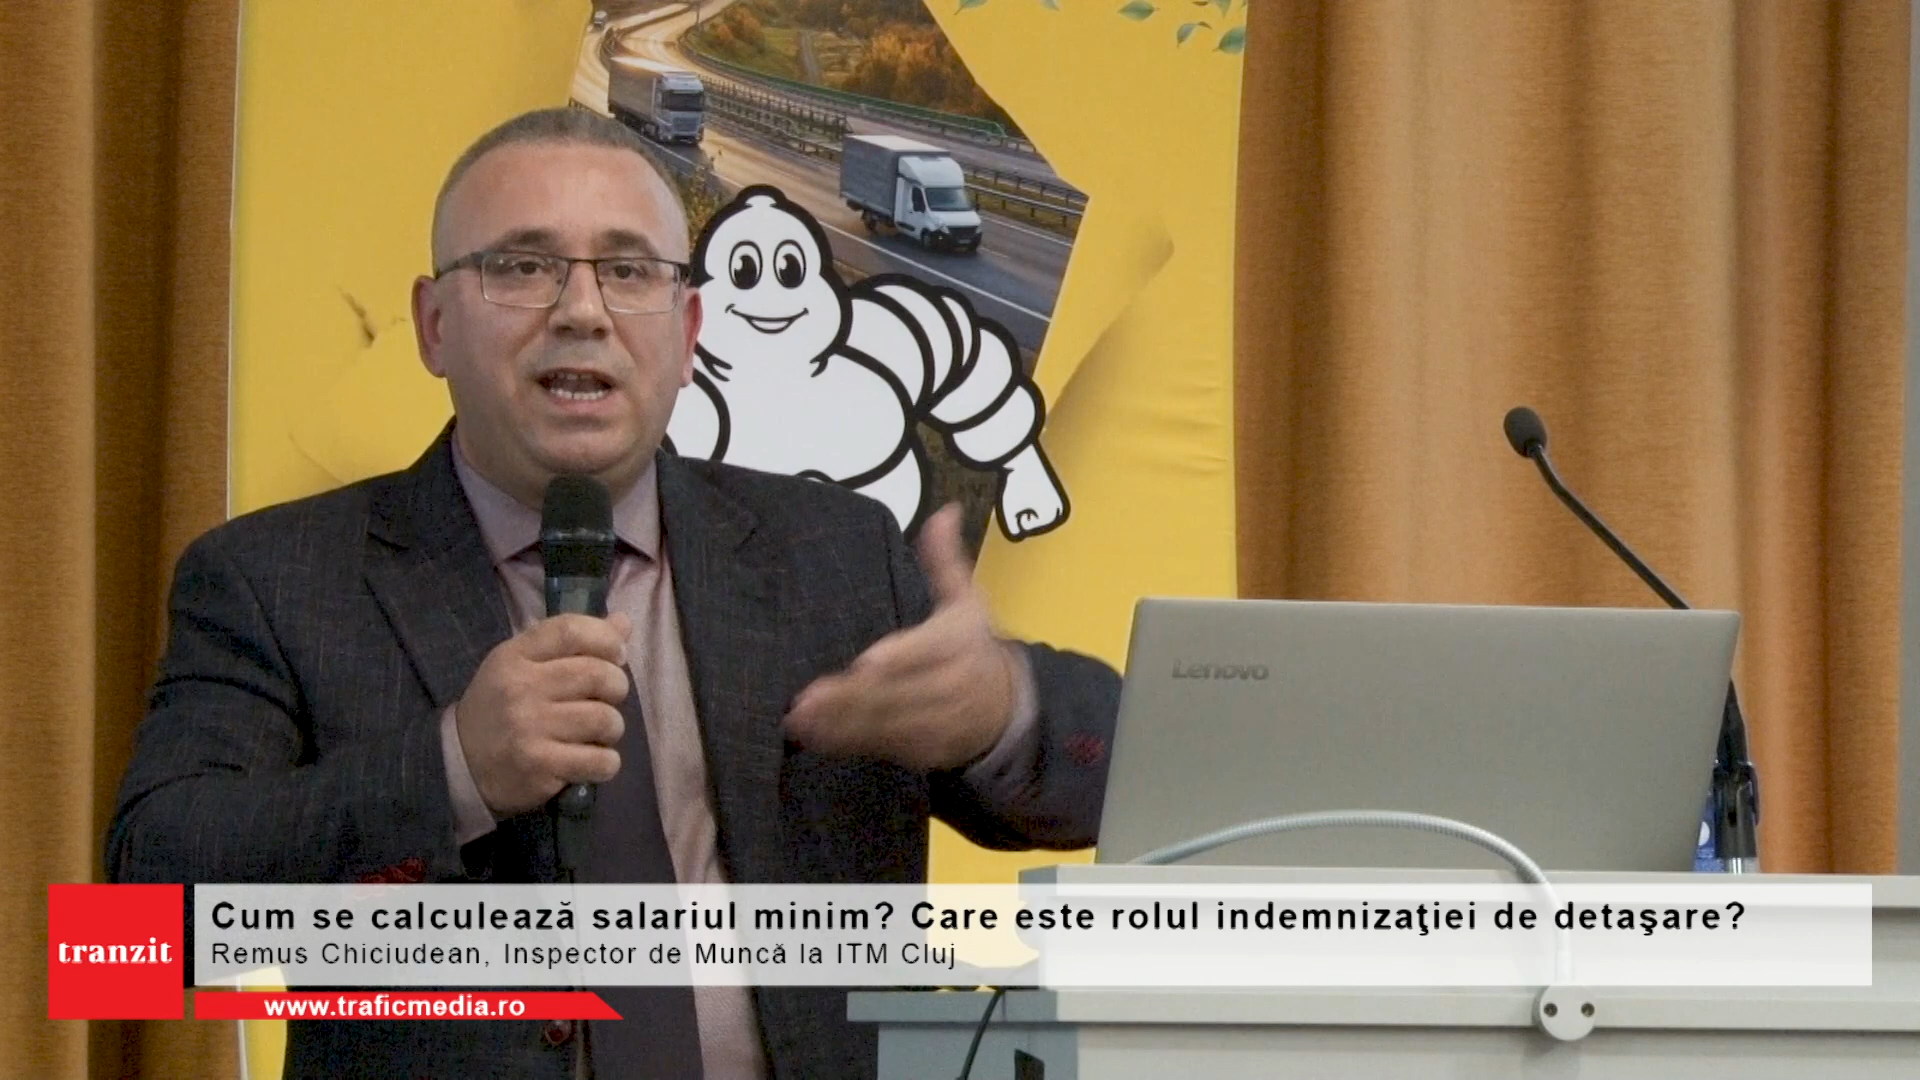 Lenovo
Cum se calculează salariul minim? Care este rolul indemnizaţiei de detaşare?
tranzit
Remus Chiciudean, Inspector de Muncă la ITM Cluj
www.traficmedia.ro